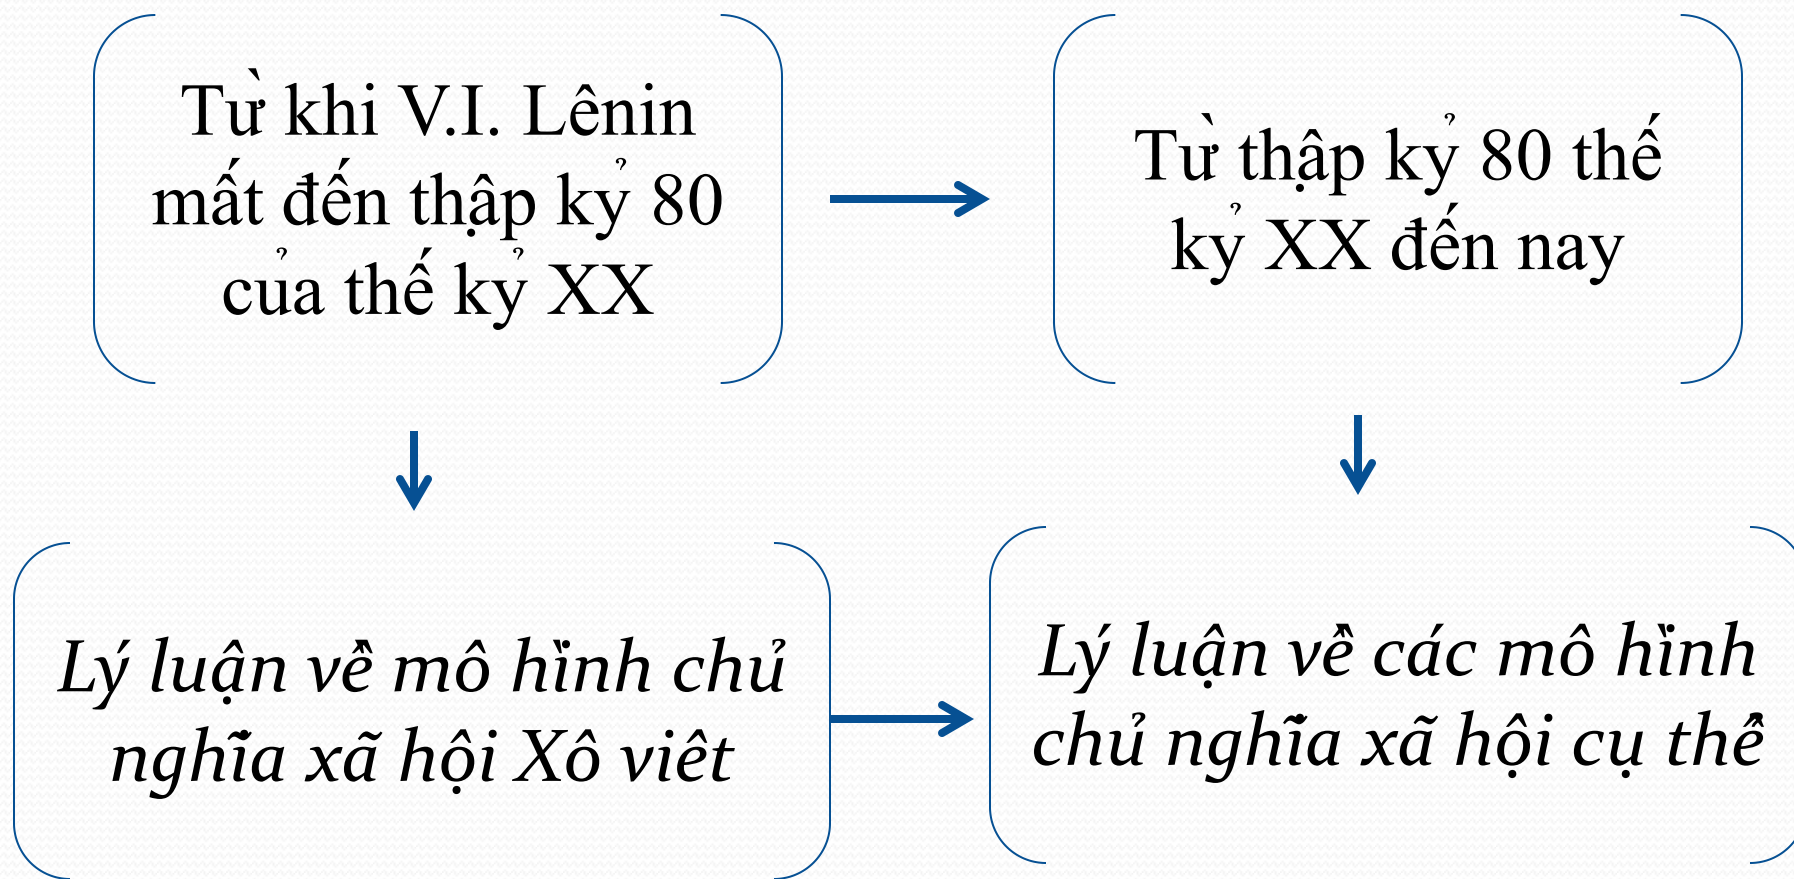 Từ khi V.I. Lênin
mất đến thập kỷ 80
của thế kỷ XX
Từ thập kỷ 80 thế
kỷ XX đến nay
Lý luận về mô hình chủ
nghĩa xã hội Xô viêt
Lý luận về các mô hình
chủ nghĩa xã hội cụ thể